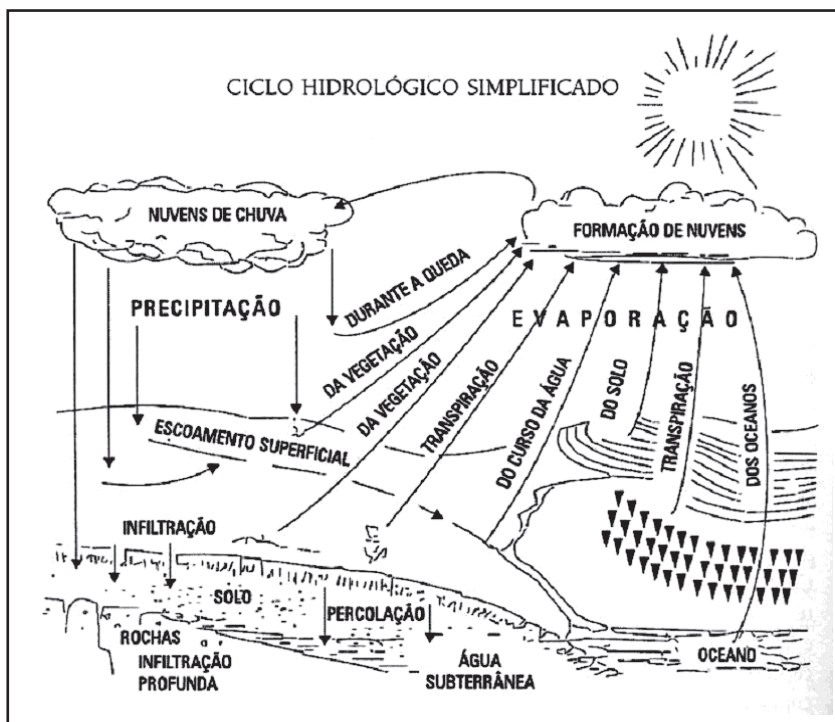 CICLO HIDROLÓGICO SIMPLIFICADO
NUVENS DE CHUVA
FORMAÇÃO DE NUVENS
PRECIPITAÇÃO
DURANTE A QUEDA
EVAPORAÇÃO
DA VEGETAÇÃO
DA VEGETAÇÃO
TRANSPIRAÇÃO
DO CURSO DA ÁGUA
DO SOLO
TRANSPIRAÇÃO
DOS OCEANOS
ESCOAMENTO SUPERFICIAL
INFILTRAÇÃO
SOLO
PERCOLAÇÃO
ROCHAS
INFILTRAÇÃO
PROFUNDA
ÁGUA
SUBTERRÂNEA
OCEANO